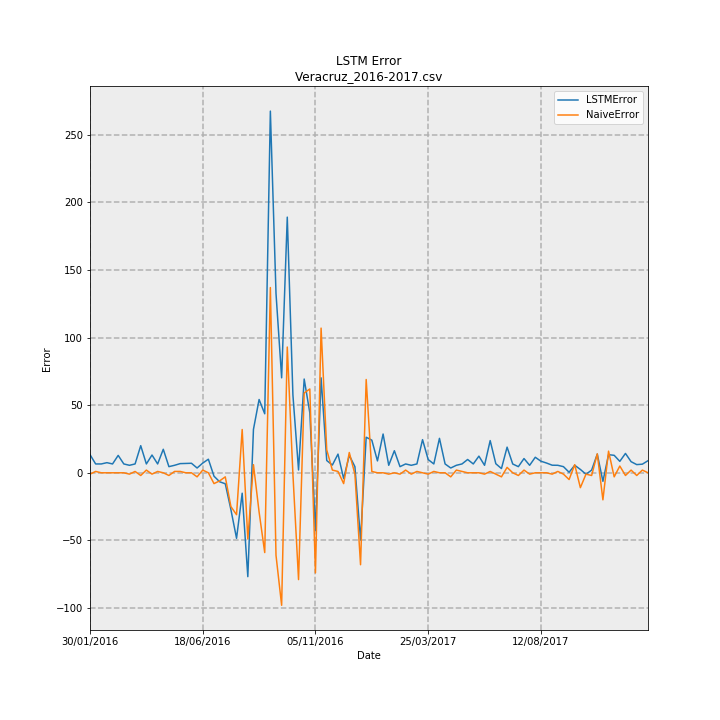 LSTM Error
Veracruz_2016-2017.csv
LSTMError
NaiveError
250
200
150
100
50
0
−50
−100
Error
30/01/2016 18/06/2016 05/11/2016 25/03/2017 12/08/2017
Date